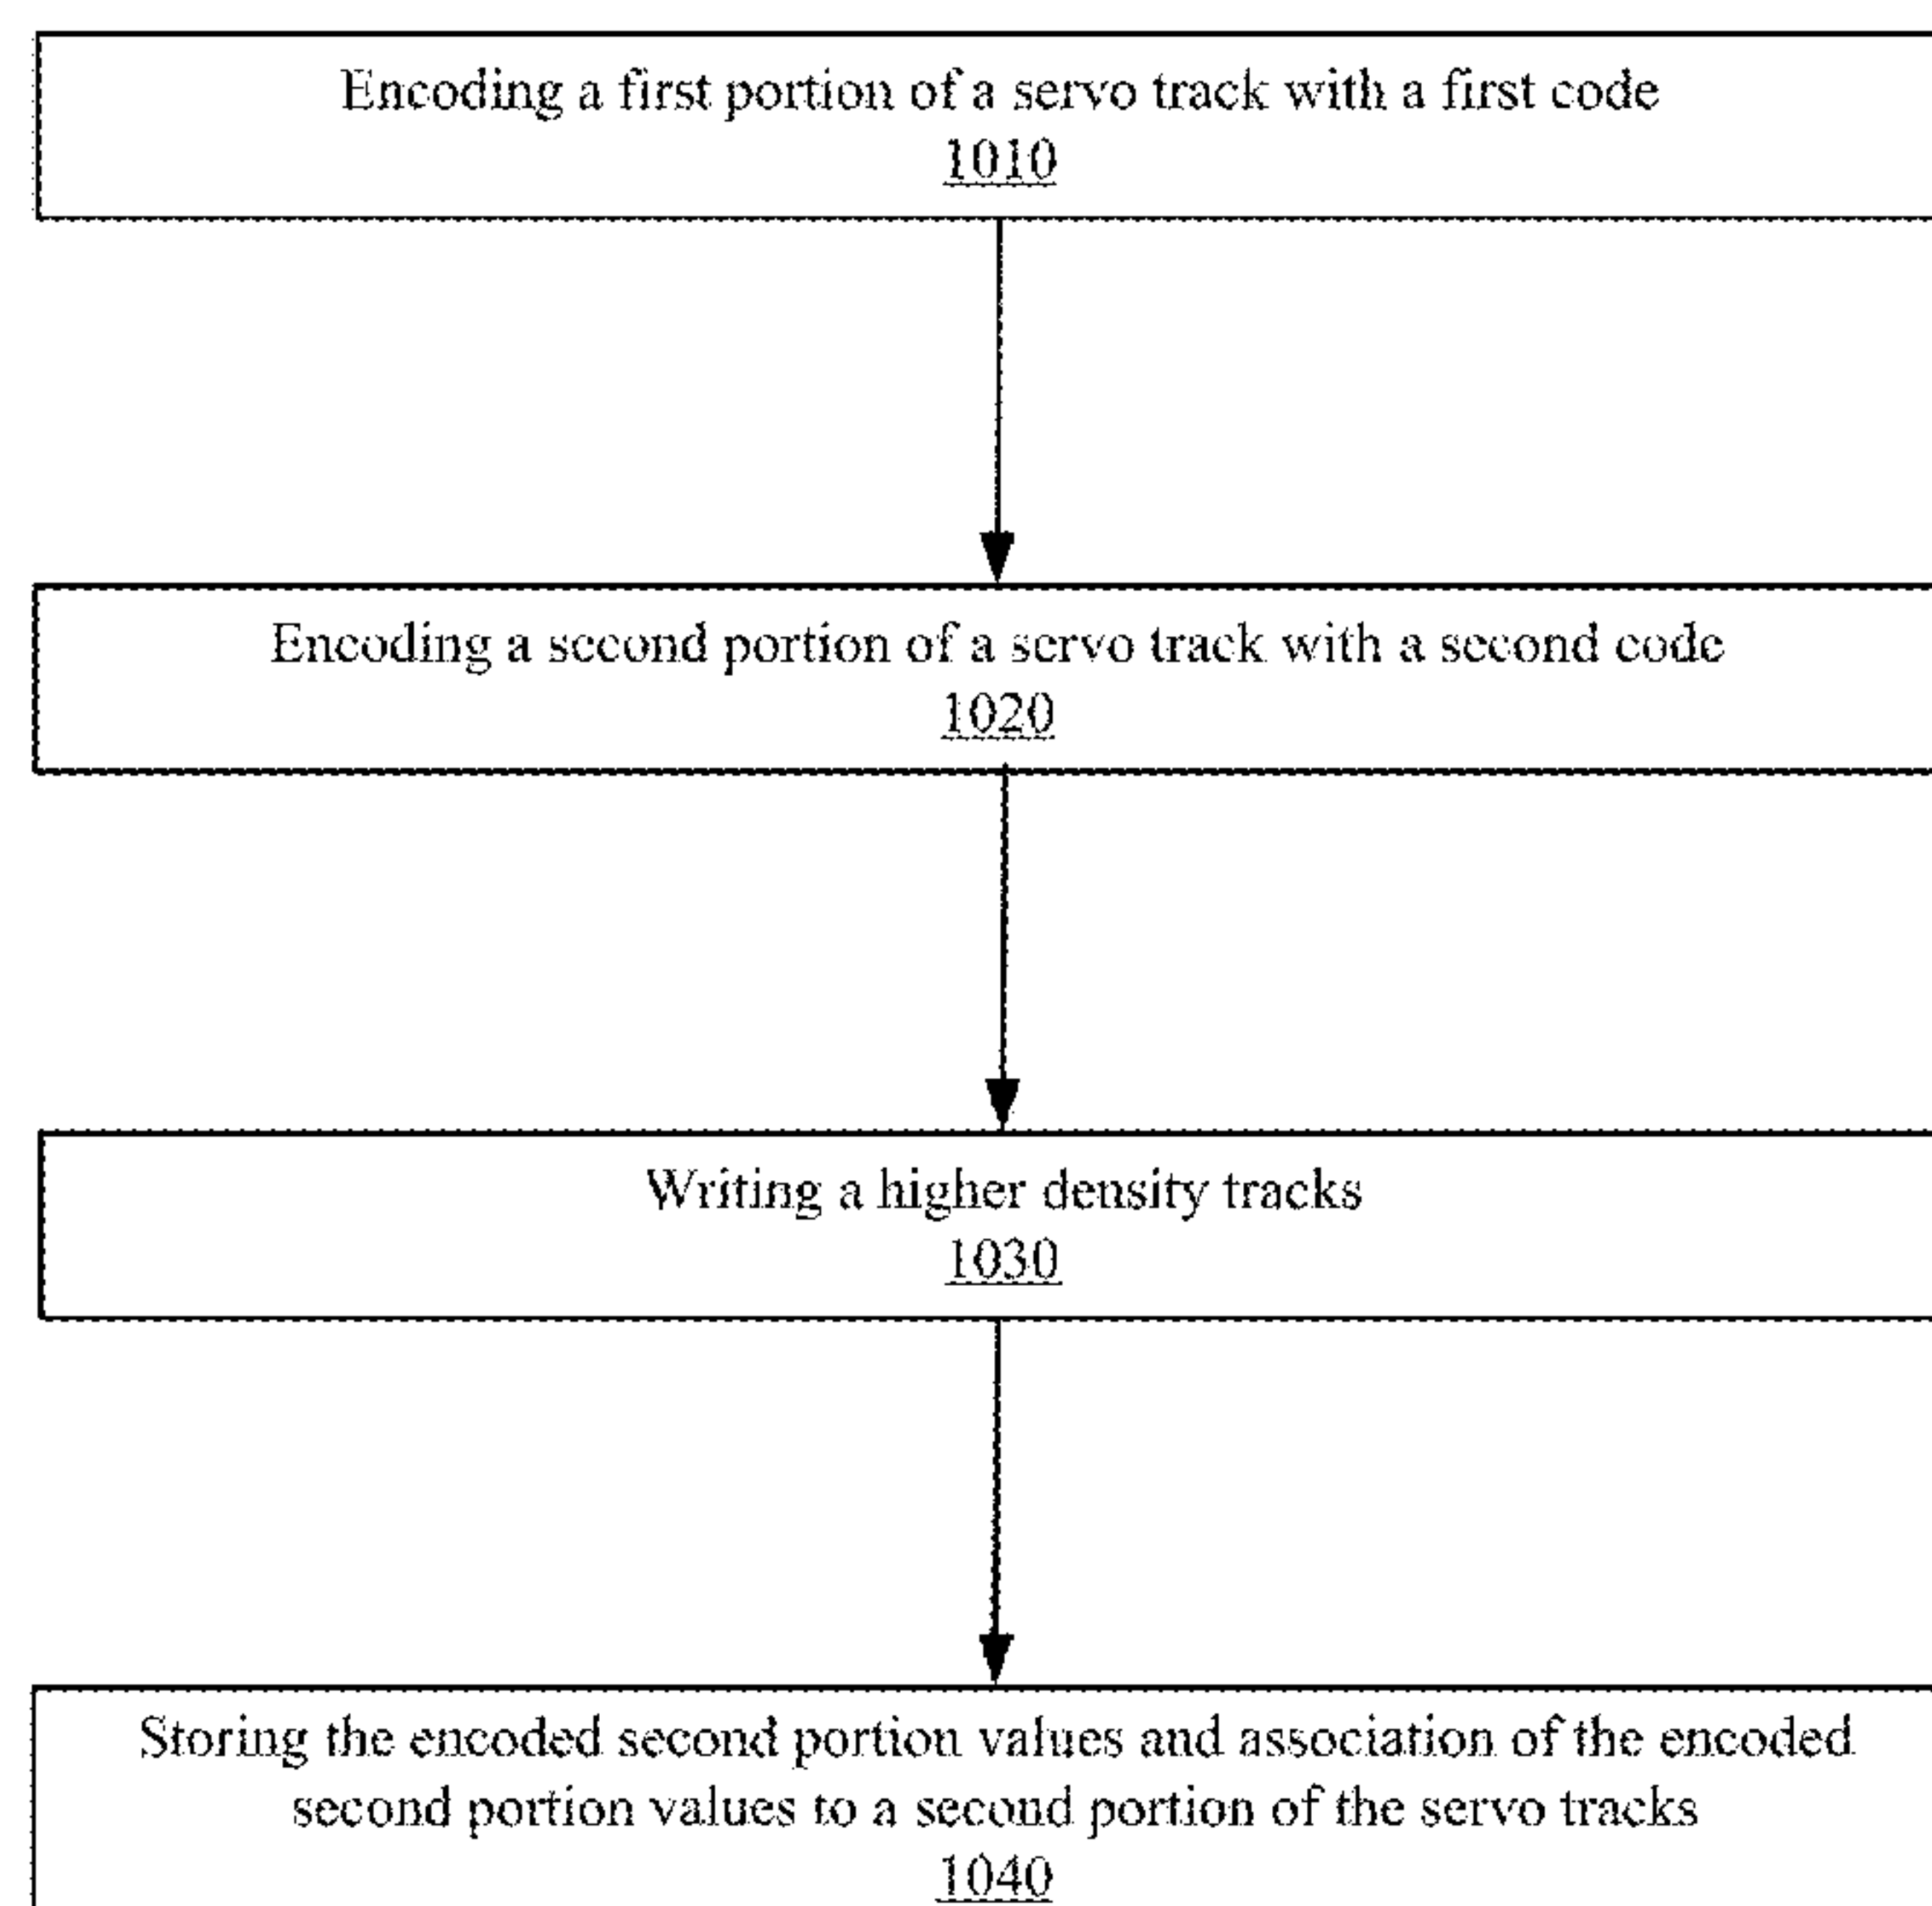 Encoding a first portion of a servo track with a first code
1010
Encoding a second portion of a servo track with a second code
1020
Writing a higher density tracks
1030
Storing the encoded second portion values and association of the encoded
second portion values to a second portion of the servo tracks
1040